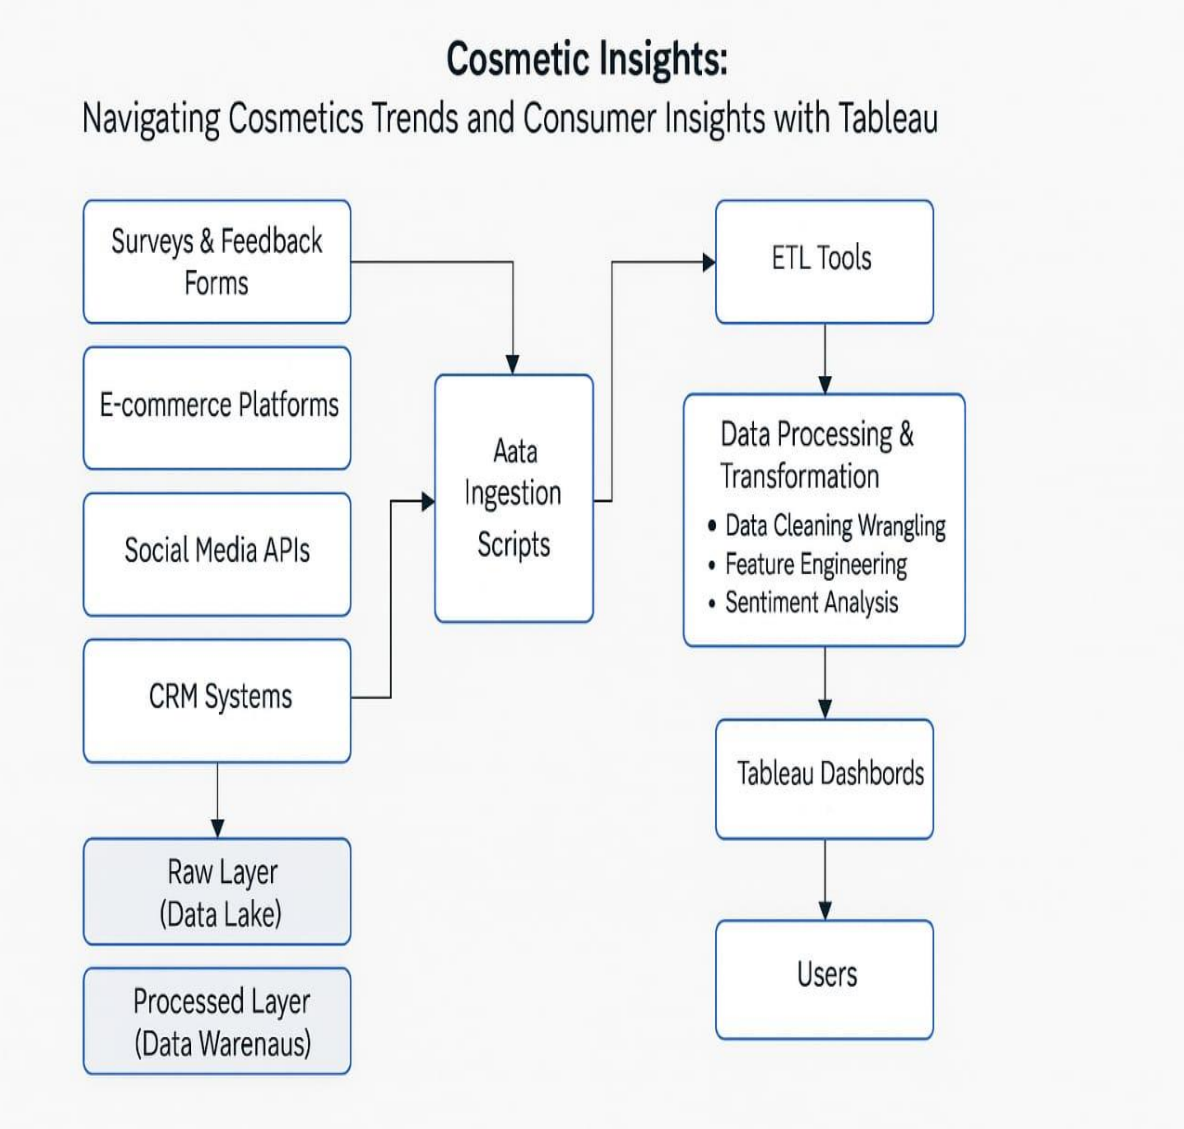 Cosmetic Insights:
Navigating Cosmetics Trends and Consumer Insights with Tableau
Surveys & Feedback
Forms
E-commerce Platforms
Social Media APIs
CRM Systems
Raw Layer
(Data Lake)
Processed Layer
(Data Warenaus)
Aata
Ingestion
Scripts
ETL Tools
Data Processing &
Transformation
• Data Cleaning Wrangling
• Feature Engineering
• Sentiment Analysis
Tableau Dashbords
Users